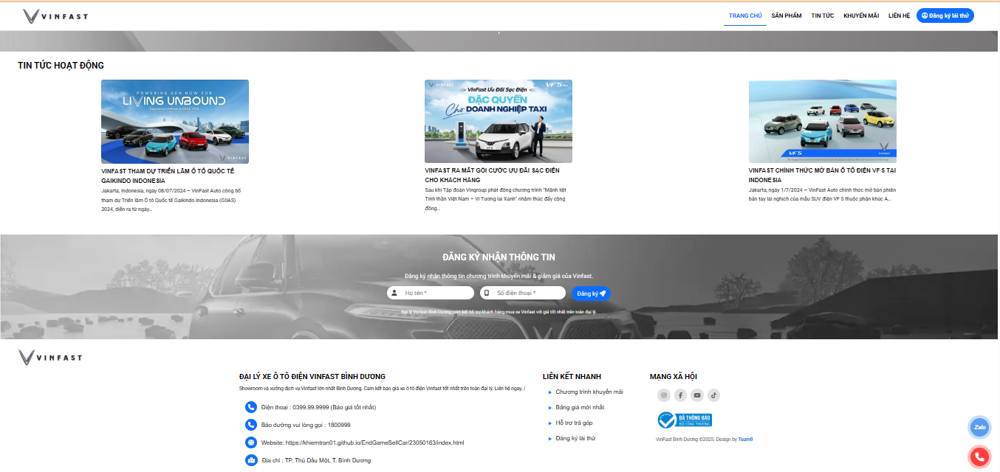 VINFAST
TRANG CHỦ
SẢN PHẨM
TIN TỨC
KHUYẾN MÃI
LIÊN HỆ
Đăng ký lái thử
TIN TỨC HOẠT ĐỘNG
POWERING GEN NOW FOR
LIVING UNBOUND
Experience VinFast at GIIAS 2024
VINFAST
VINFAST THAM DỰ TRIỂN LÃM Ô TÔ QUỐC TẾ
GAIKINDO INDONESIA
Jakarta, Indonesia, ngày 08/07/2024 – VinFast Auto công bố
tham dự Triển lãm Ô tô Quốc tế Gaikindo Indonesia (GIIAS)
2024, diễn ra từ ngày...
VINFAST
VF 5 Plus
VinFast Ưu Đãi Sạc Điện
ĐẶC QUYỀN
Cho DOANH NGHIỆP TAXI
VINFAST RA MẮT GÓI CƯỚC ƯU ĐÃI SẠC ĐIỆN
CHO KHÁCH HÀNG
Sau khi Tập đoàn Vingroup phát động chương trình “Mãnh liệt
Tinh thần Việt Nam – Vì Tương lai Xanh” nhằm thúc đẩy cộng
đồng...
VF 5
VINFAST
VINFAST CHÍNH THỨC MỞ BÁN Ô TÔ ĐIỆN VF 5 TẠI
INDONESIA
Jakarta, ngày 1/7/2024 – VinFast Auto chính thức mở bán phiên
bản tay lái nghịch của mẫu SUV điện VF 5 thuộc phân khúc A...
ĐĂNG KÝ NHẬN THÔNG TIN
Đăng ký nhận thông tin chương trình khuyến mãi & giảm giá của Vinfast.
Họ tên *
Số điện thoại *
Đăng ký
Đại lý Vinfast Bình Dương cam kết hỗ trợ khách hàng mua xe Vinfast với giá tốt nhất trên toàn đại lý.
VINFAST
ĐẠI LÝ XE Ô TÔ ĐIỆN VINFAST BÌNH DƯƠNG
Showroom và xưởng dịch vụ Vinfast lớn nhất Bình Dương. Cam kết báo giá xe ô tô điện Vinfast tốt nhất trên toàn đại lý. Liên hệ ngay..!
Điện thoại : 0399.99.9999 (Báo giá tốt nhất)
Bảo dưỡng vui lòng gọi : 1800999
Website: https://khiemtran01.github.io/EndGameSellCar/23050163/index.html
Địa chỉ : TP. Thủ Dầu Một, T. Bình Dương
LIÊN KẾT NHANH
Chương trình khuyến mãi
Bảng giá mới nhất
Hỗ trợ trả góp
Đăng ký lái thử
MẠNG XÃ HỘI
ĐÃ THÔNG BÁO
BỘ CÔNG THƯƠNG
VinFast Bình Dương ©2025. Design by Team9
Zalo